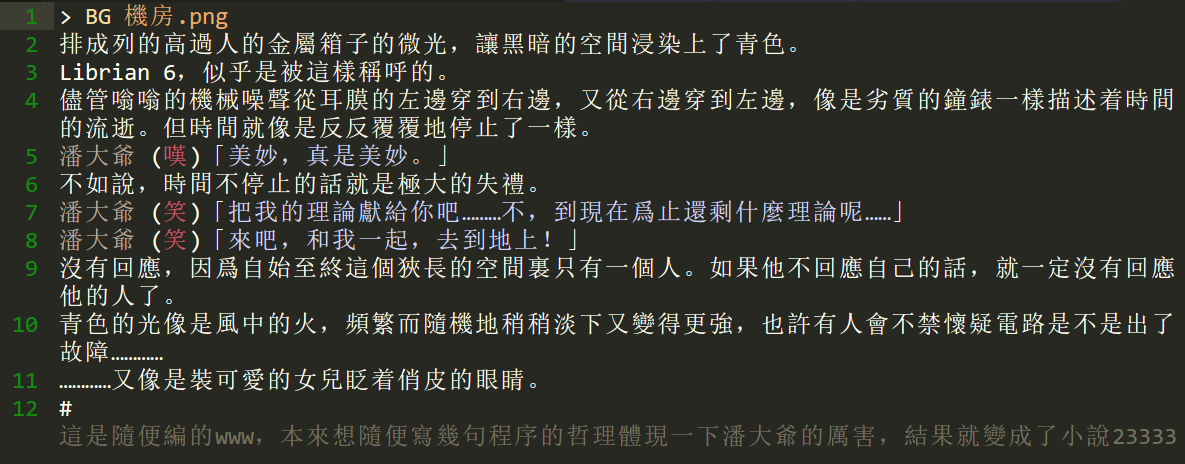 1 > BG 機房.png
2 排成列的高過人的金屬箱子的微光，讓黑暗的空間浸染上了青色。
3 Librian 6，似乎是被這樣稱呼的。
4 儘管嗡嗡的機械噪聲從耳膜的左邊穿到右邊，又從右邊穿到左邊，像是劣質的鐘錶一樣描述着時間
的流逝。但時間就像是反反覆覆地停止了一樣。
5 潘大爺 (嘆)「美妙，真是美妙。」
6 不如說，時間不停止的話就是極大的失禮。
7 潘大爺 (笑)「把我的理論獻給你吧………不，到現在爲止還剩什麼理論呢……」
8 潘大爺 (笑)「來吧，和我一起，去到地上！」
9 沒有回應，因爲自始至終這個狹長的空間裏只有一個人。如果他不回應自己的話，就一定沒有回應
他的人了。
10 青色的光像是風中的火，頻繁而隨機地稍稍淡下又變得更強，也許有人會不禁懷疑電路是不是出了
故障…………
11 …………又像是裝可愛的女兒眨着俏皮的眼睛。
12 #
這是隨便編的www，本來想隨便寫幾句程序的哲理體現一下潘大爺的厲害，結果就變成了小說23333